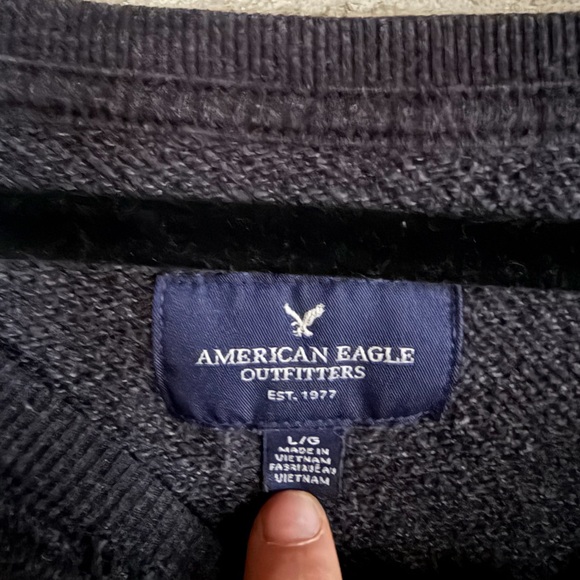 AMERICAN EAGLE
OUTFITTERS
EST. 1977
L/G
MADE IN
VIETNAM
FABRIQUÉ AU
VIETNAM